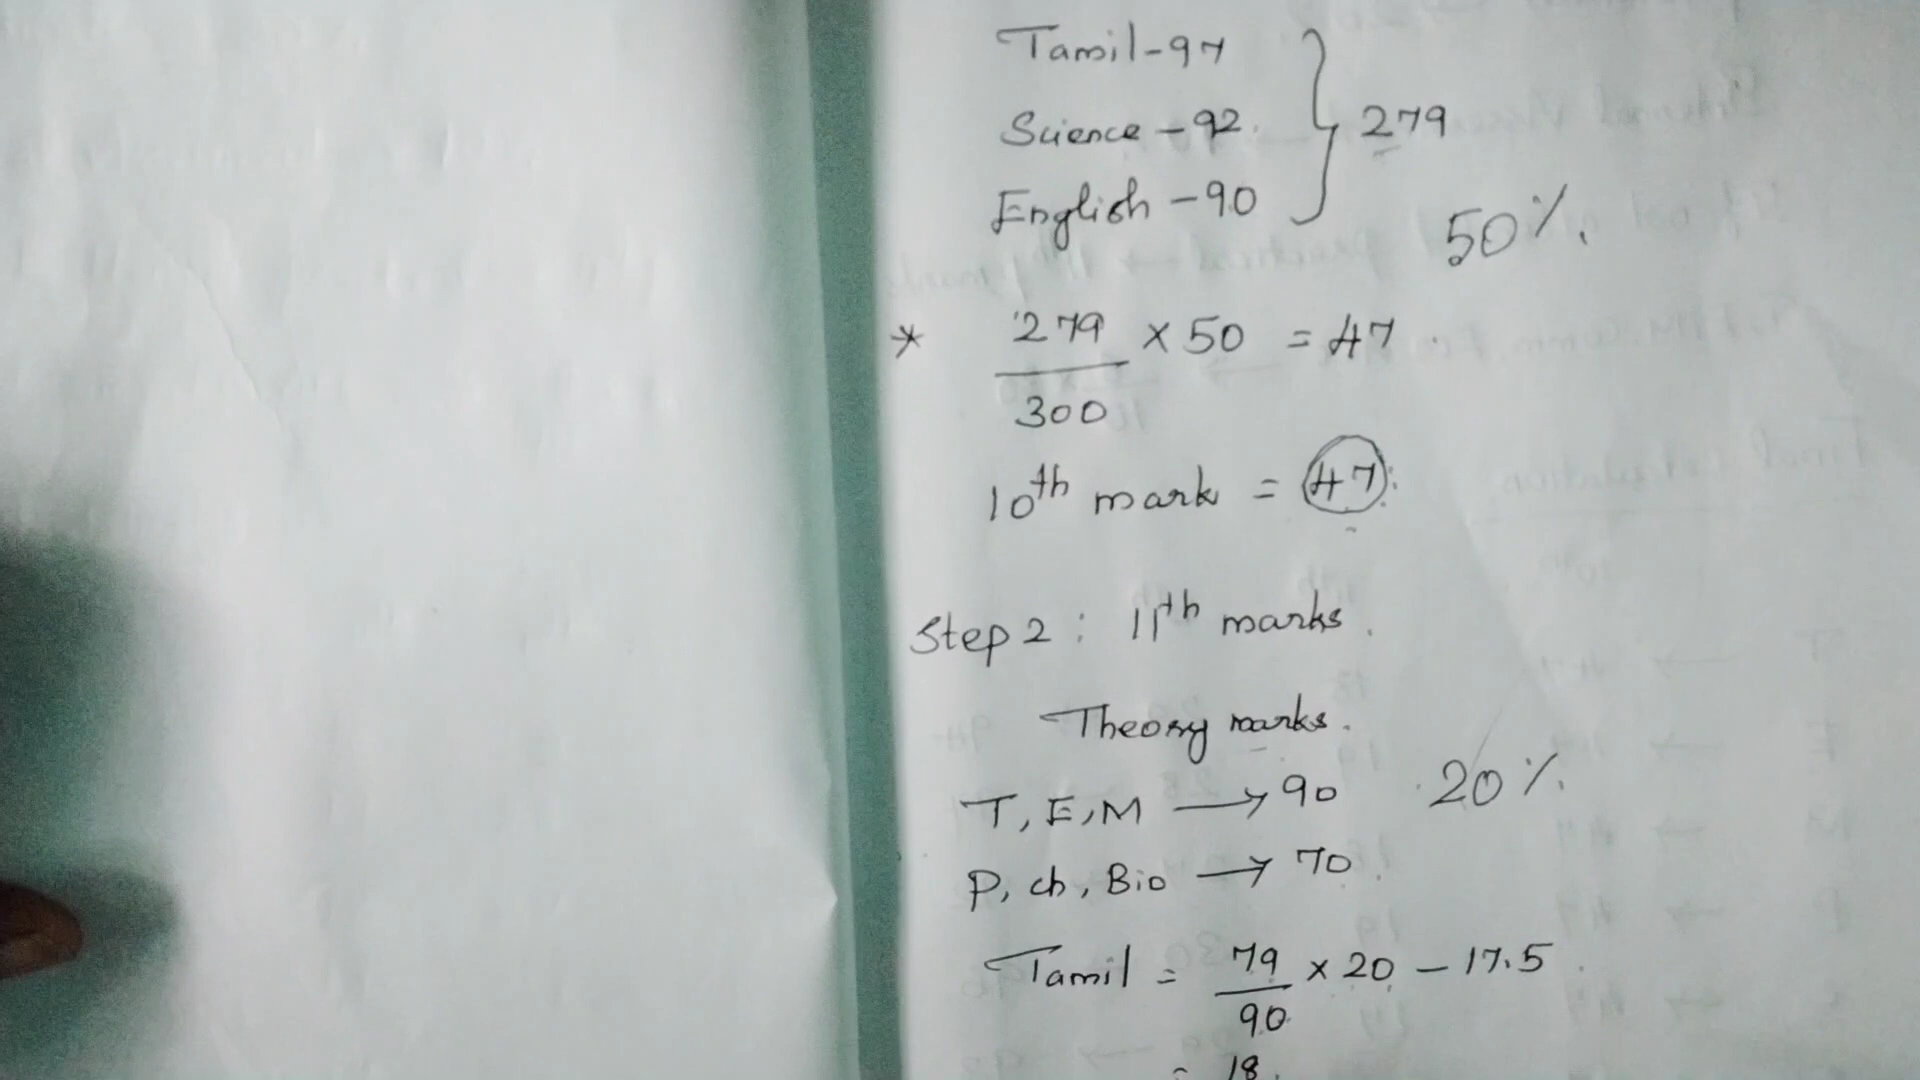 Tamil - 97
Science - 92
English - 90
} 279
50%
* 279/300 × 50 = 47
10th mark = 47
Step 2 : 11th marks.
Theory marks.
T, E, M → 90 20%
P, ch, Bio → 70
Tamil = 79/90 × 20 - 17.5
= 18.